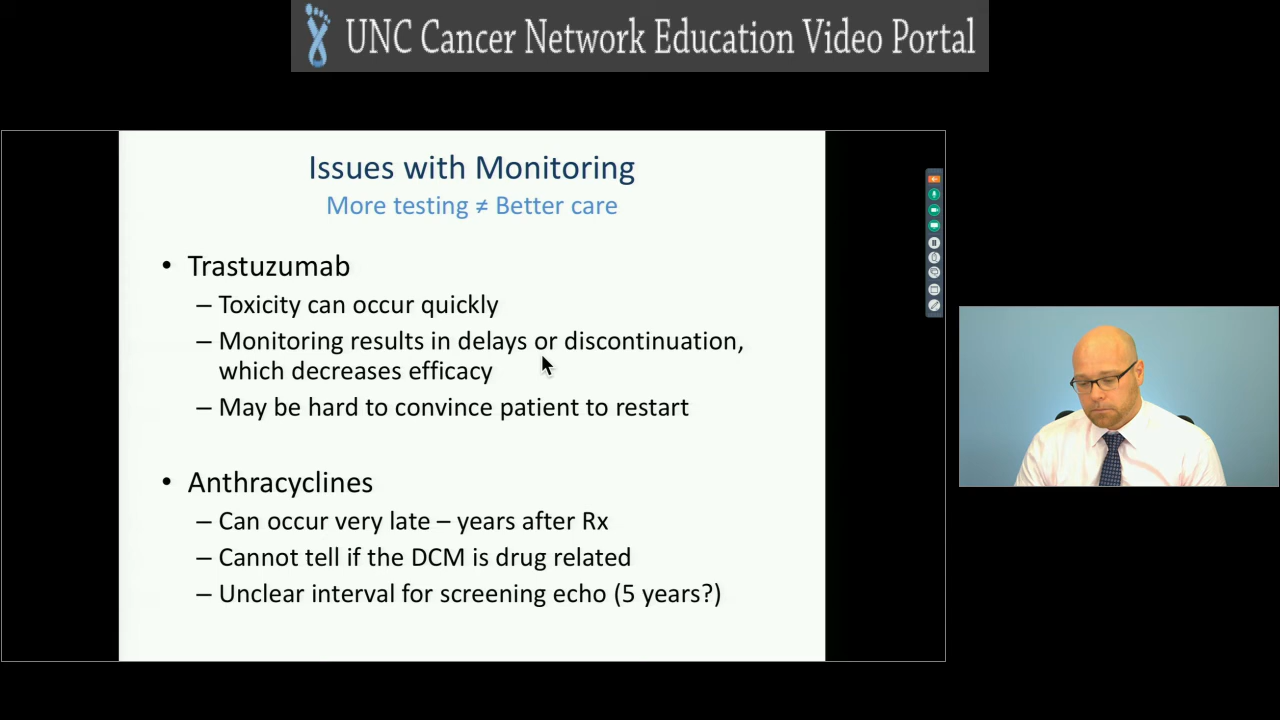 UNC Cancer Network Education Video Portal
Issues with Monitoring
More testing ≠ Better care
• Trastuzumab
– Toxicity can occur quickly
– Monitoring results in delays or discontinuation,
which decreases efficacy
– May be hard to convince patient to restart
• Anthracyclines
– Can occur very late – years after Rx
– Cannot tell if the DCM is drug related
– Unclear interval for screening echo (5 years?)